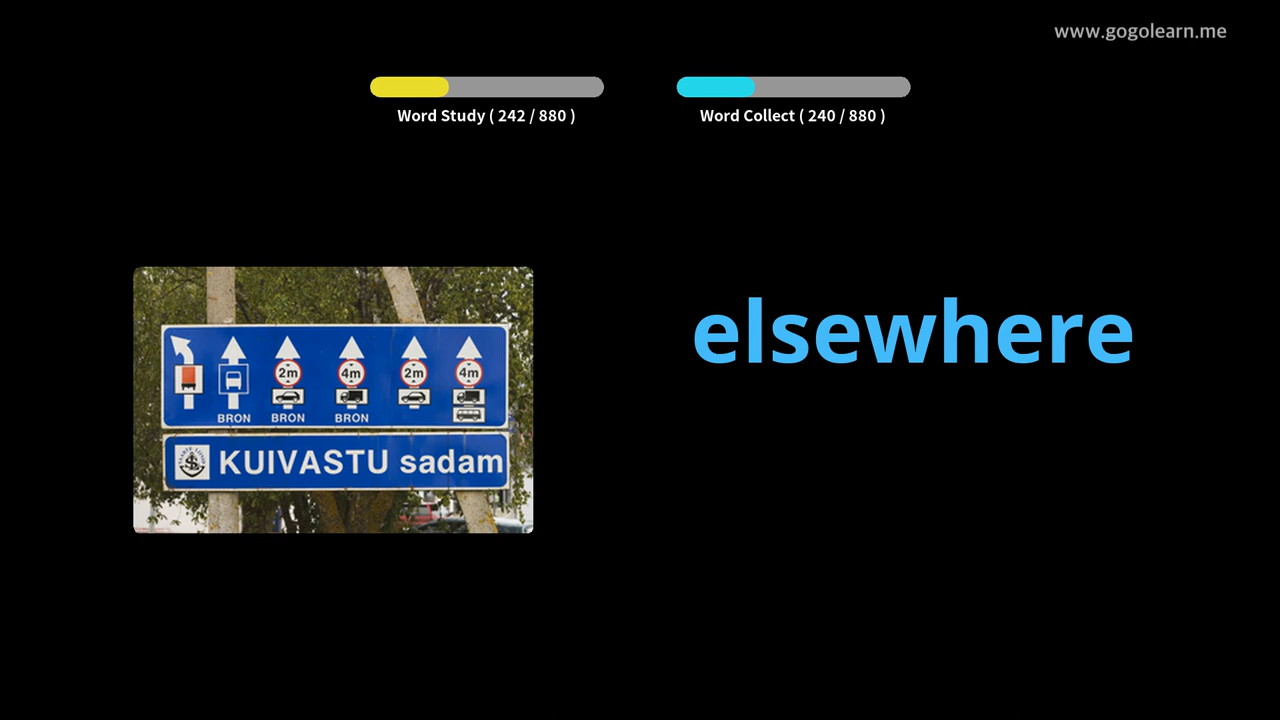 www.gogolearn.me
Word Study ( 242 / 880 )
Word Collect ( 240 / 880 )
elsewhere
2m 4m 2m 4m
BRON BRON BRON
KUIVASTU sadam